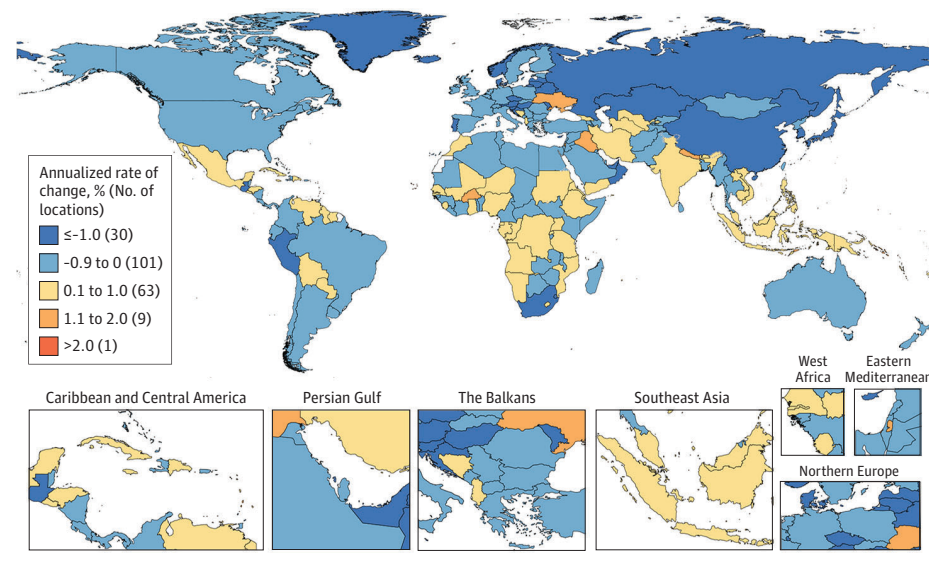 Annualized rate of
change, % (No. of
locations)
≤-1.0 (30)
-0.9 to 0 (101)
0.1 to 1.0 (63)
1.1 to 2.0 (9)
>2.0 (1)
Caribbean and Central America
Persian Gulf
The Balkans
Southeast Asia
West
Africa
Eastern
Mediterranean
Northern Europe